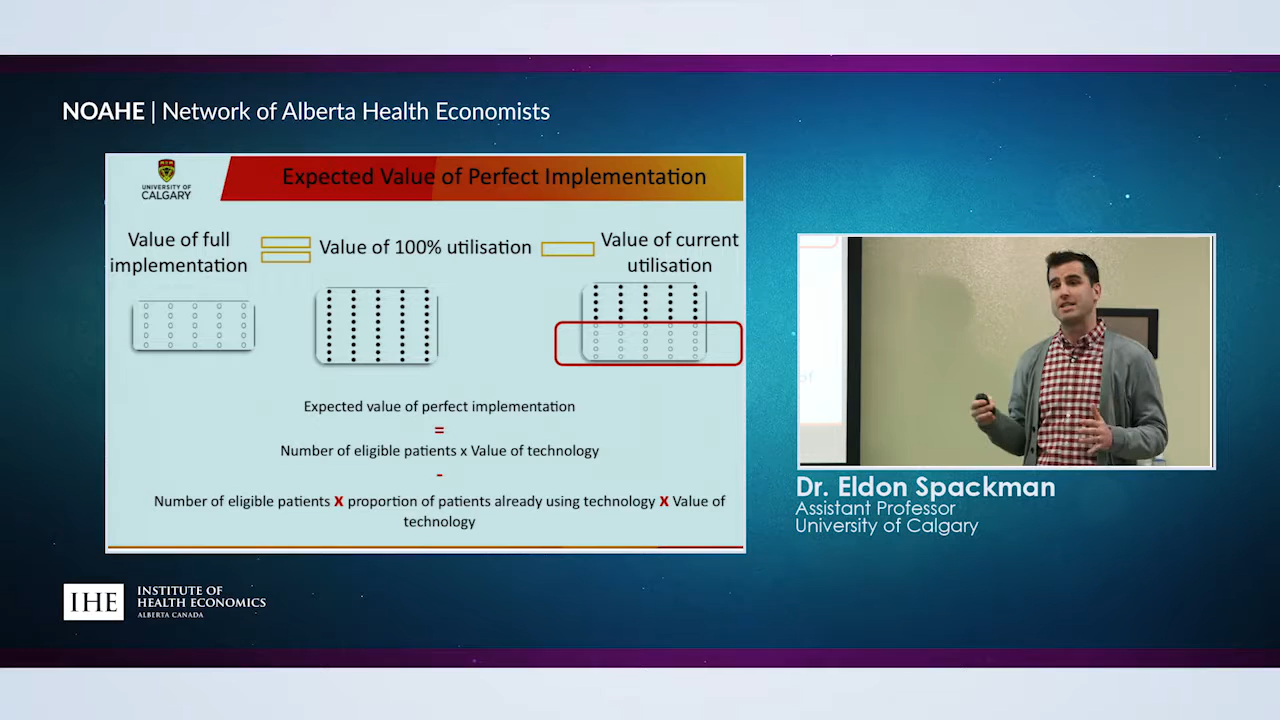 NOAHE | Network of Alberta Health Economists
UNIVERSITY OF
CALGARY
Expected Value of Perfect Implementation
Value of full
implementation
Value of 100% utilisation
Value of current
utilisation
Expected value of perfect implementation
=
Number of eligible patients x Value of technology
-
Number of eligible patients X proportion of patients already using technology X Value of
technology
Dr. Eldon Spackman
Assistant Professor
University of Calgary
IHE
INSTITUTE OF
HEALTH ECONOMICS
ALBERTA CANADA